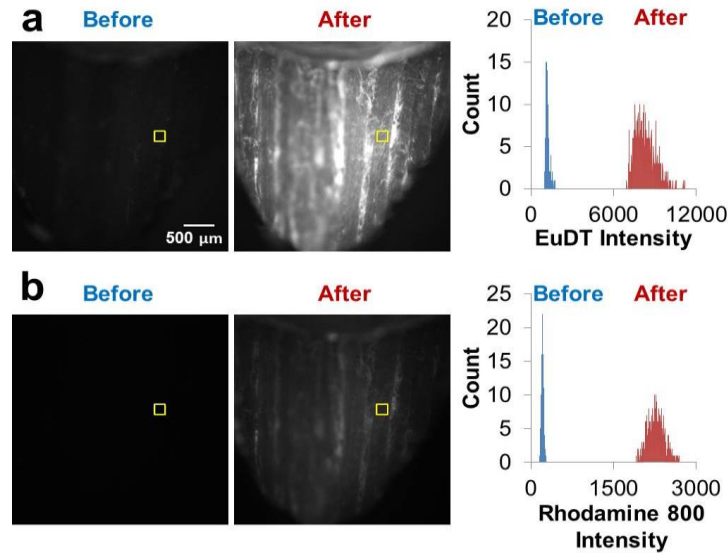 a
Before
After
500 µm
20
15
10
5
0
Count
Before
After
0 6000 12000
EuDT Intensity
b
Before
After
25
20
15
10
5
0
Count
Before
After
0 1500 3000
Rhodamine 800
Intensity